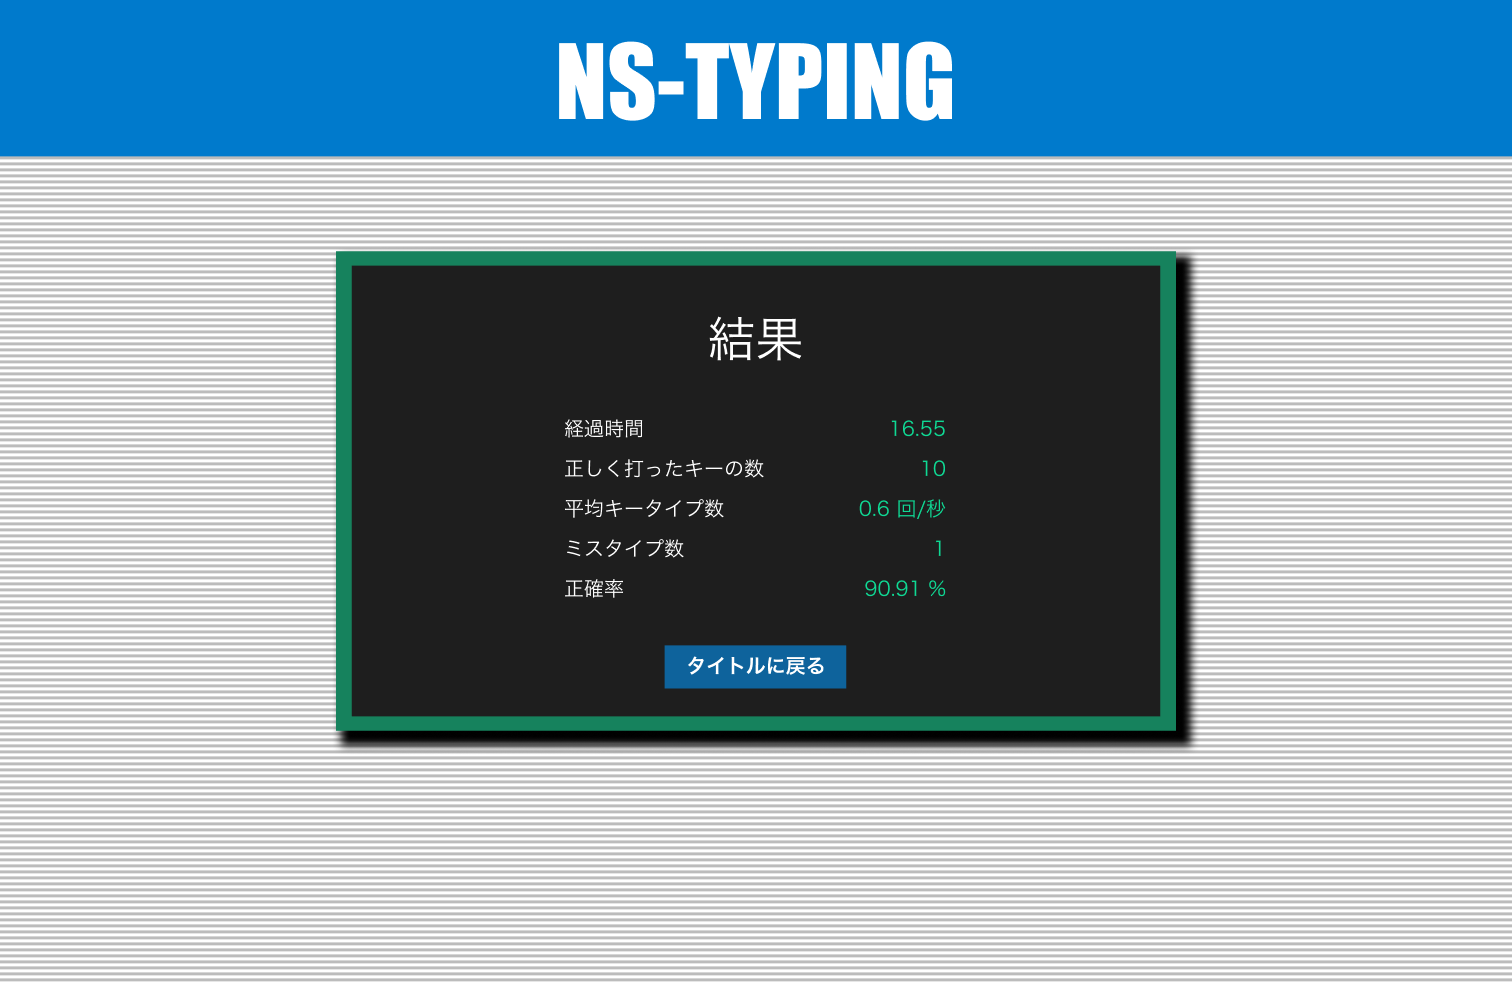 NS-TYPING
結果
経過時間 16.55
正しく打ったキーの数 10
平均キータイプ数 0.6 回/秒
ミスタイプ数 1
正確率 90.91 %
タイトルに戻る